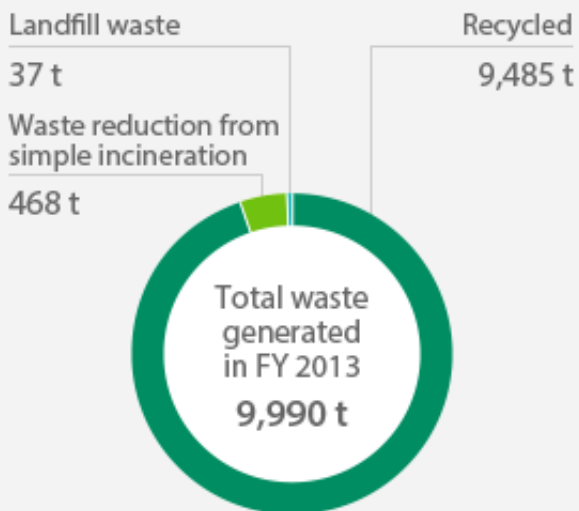 Landfill waste
37 t
Waste reduction from
simple incineration
468 t
Recycled
9,485 t
Total waste
generated
in FY 2013
9,990 t